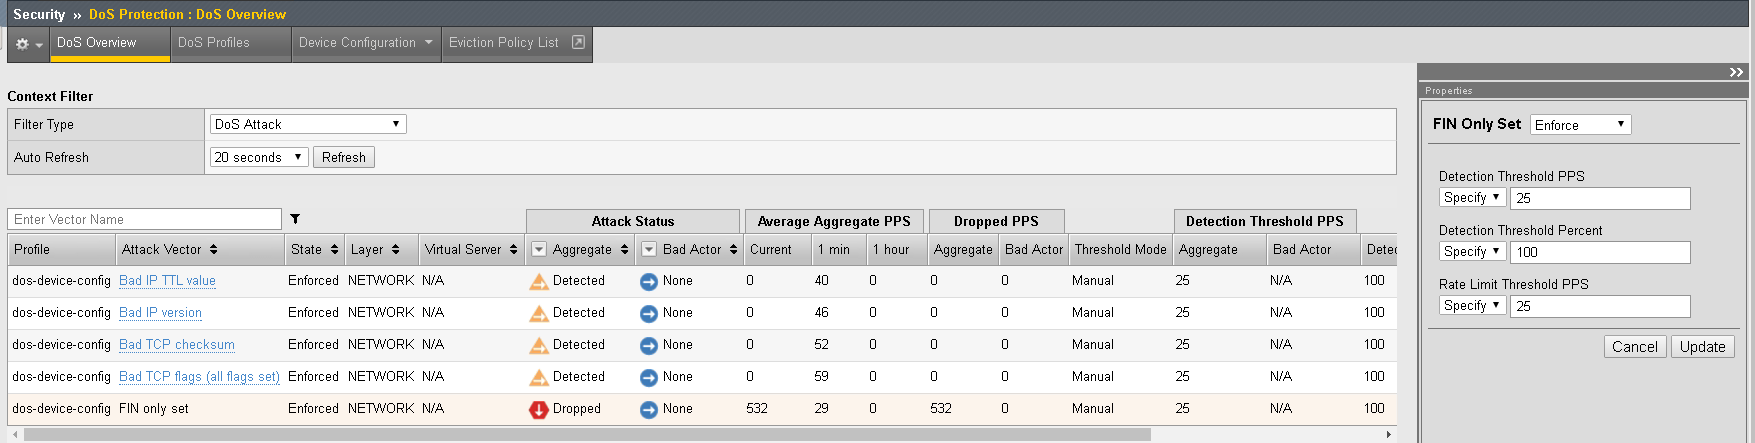 Security » DoS Protection : DoS Overview
DoS Overview DoS Profiles Device Configuration Eviction Policy List
Context Filter
Filter Type DoS Attack
Auto Refresh 20 seconds Refresh
Enter Vector Name
Attack Status Average Aggregate PPS Dropped PPS Detection Threshold PPS
Profile Attack Vector State Layer Virtual Server Aggregate Bad Actor Current 1 min 1 hour Aggregate Bad Actor Threshold Mode Aggregate Bad Actor Detec
dos-device-config Bad IP TTL value Enforced NETWORK N/A Detected None 0 40 0 0 0 Manual 25 N/A 100
dos-device-config Bad IP version Enforced NETWORK N/A Detected None 0 46 0 0 0 Manual 25 N/A 100
dos-device-config Bad TCP checksum Enforced NETWORK N/A Detected None 0 52 0 0 0 Manual 25 N/A 100
dos-device-config Bad TCP flags (all flags set) Enforced NETWORK N/A Detected None 0 59 0 0 0 Manual 25 N/A 100
dos-device-config FIN only set Enforced NETWORK N/A Dropped None 532 29 0 532 0 Manual 25 N/A 100
Properties
FIN Only Set Enforce
Detection Threshold PPS
Specify 25
Detection Threshold Percent
Specify 100
Rate Limit Threshold PPS
Specify 25
Cancel Update